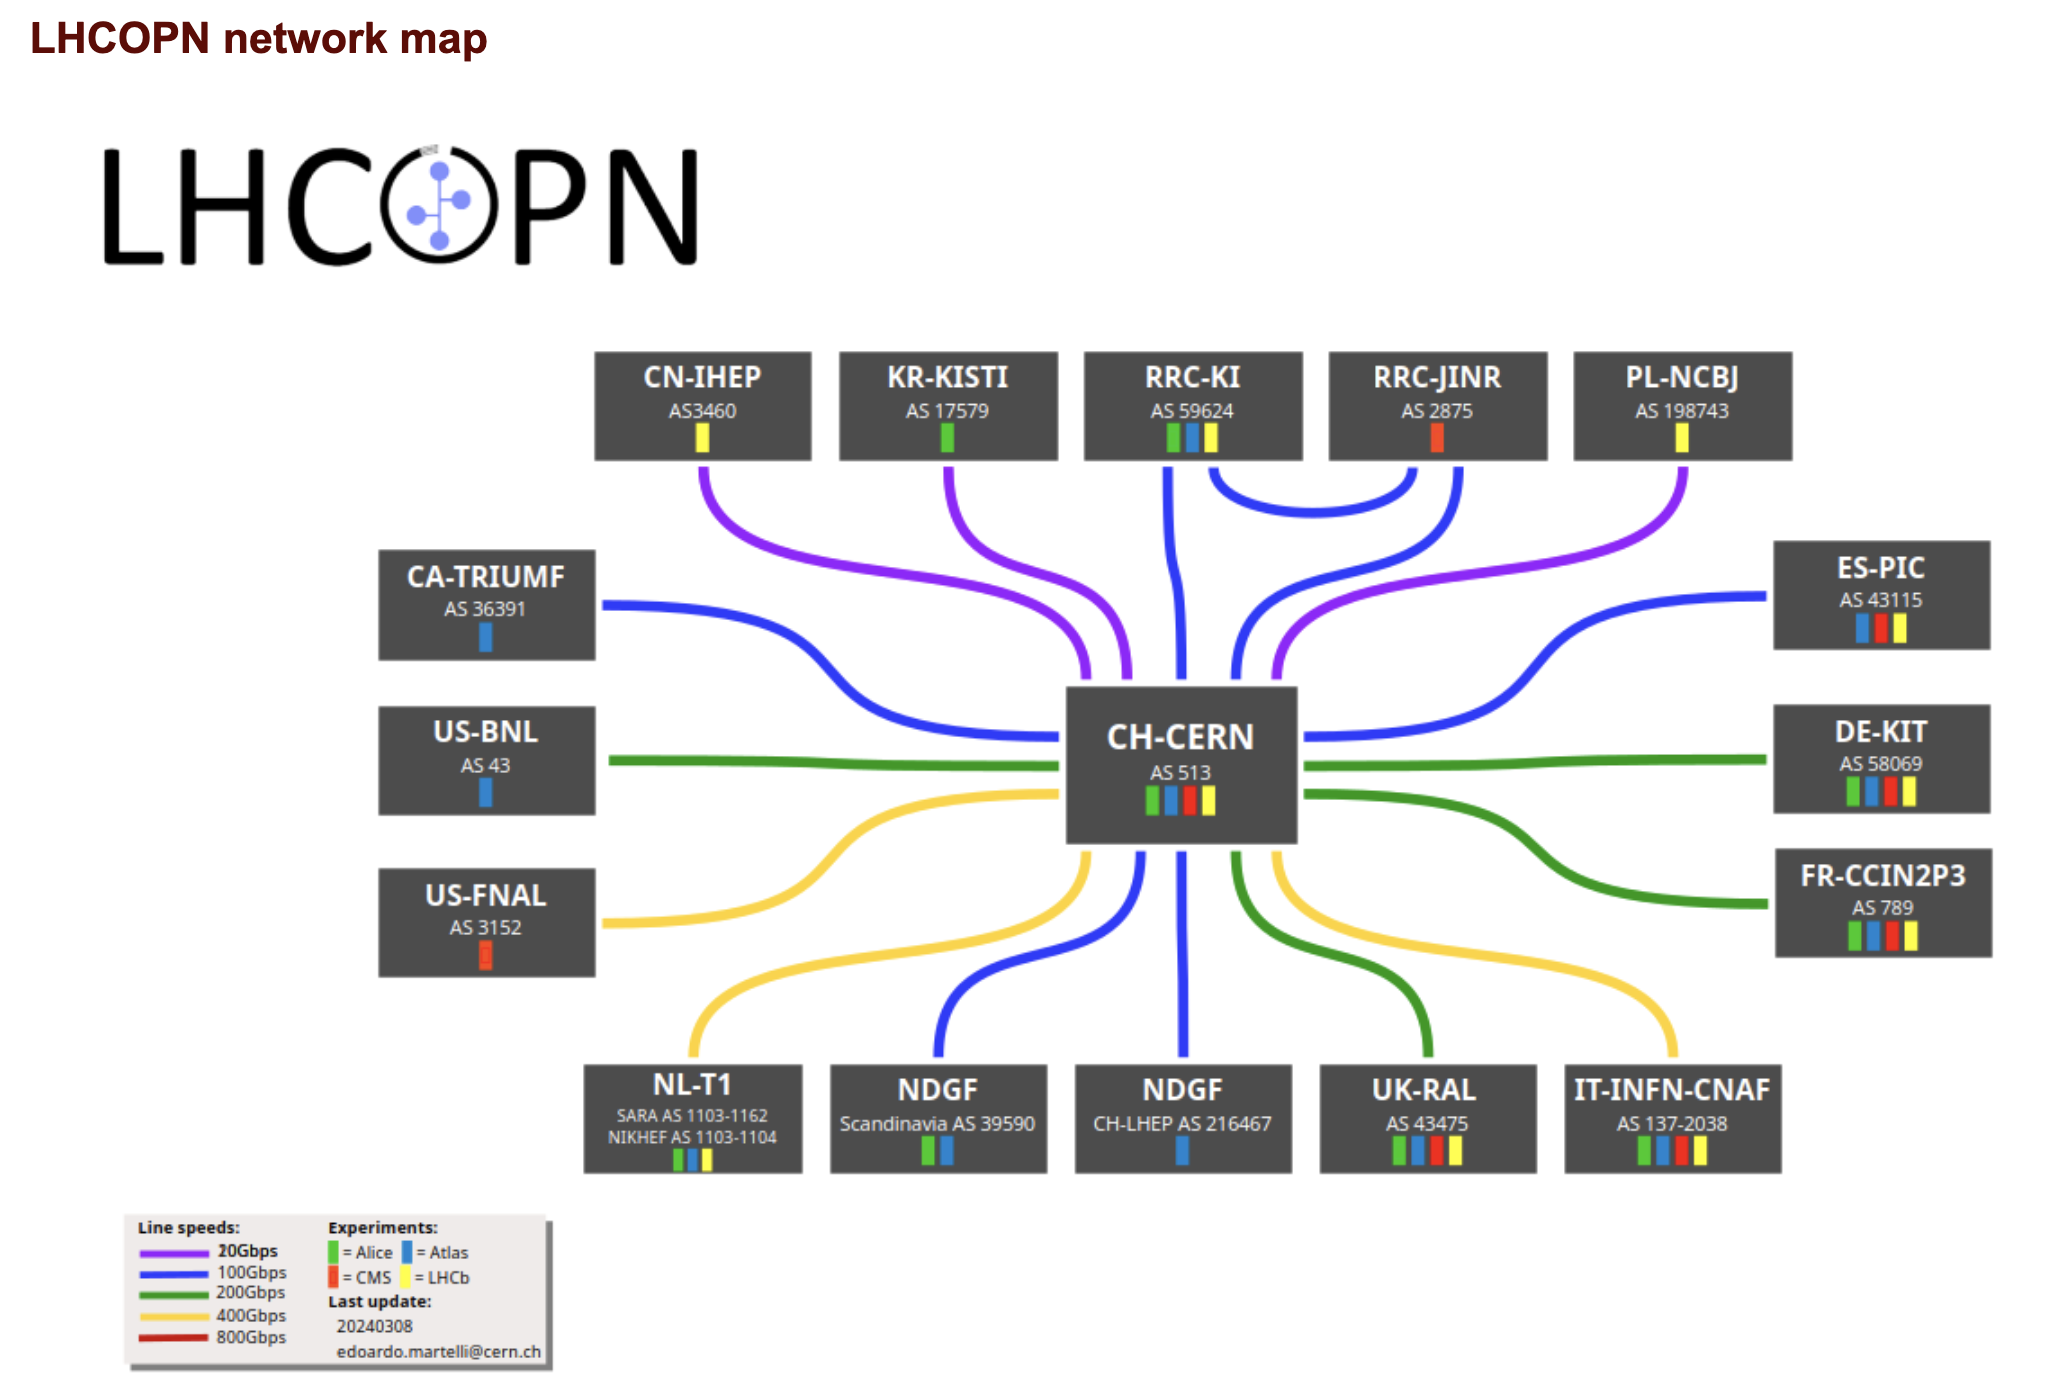 LHCOPN network map
LHCOPN
CN-IHEP
AS3460
KR-KISTI
AS 17579
RRC-KI
AS 59624
RRC-JINR
AS 2875
PL-NCBJ
AS 198743
CA-TRIUMF
AS 36391
ES-PIC
AS 43115
US-BNL
AS 43
CH-CERN
AS 513
DE-KIT
AS 58069
US-FNAL
AS 3152
FR-CCIN2P3
AS 789
NL-T1
SARA AS 1103-1162
NIKHEF AS 1103-1104
NDGF
Scandinavia AS 39590
NDGF
CH-LHEP AS 216467
UK-RAL
AS 43475
IT-INFN-CNAF
AS 137-2038
Line speeds:
100Gbps
200Gbps
400Gbps
800Gbps
Experiments:
= Alice = Atlas
= CMS = LHCb
Last update:
20240308
edoardo.martelli@cern.ch